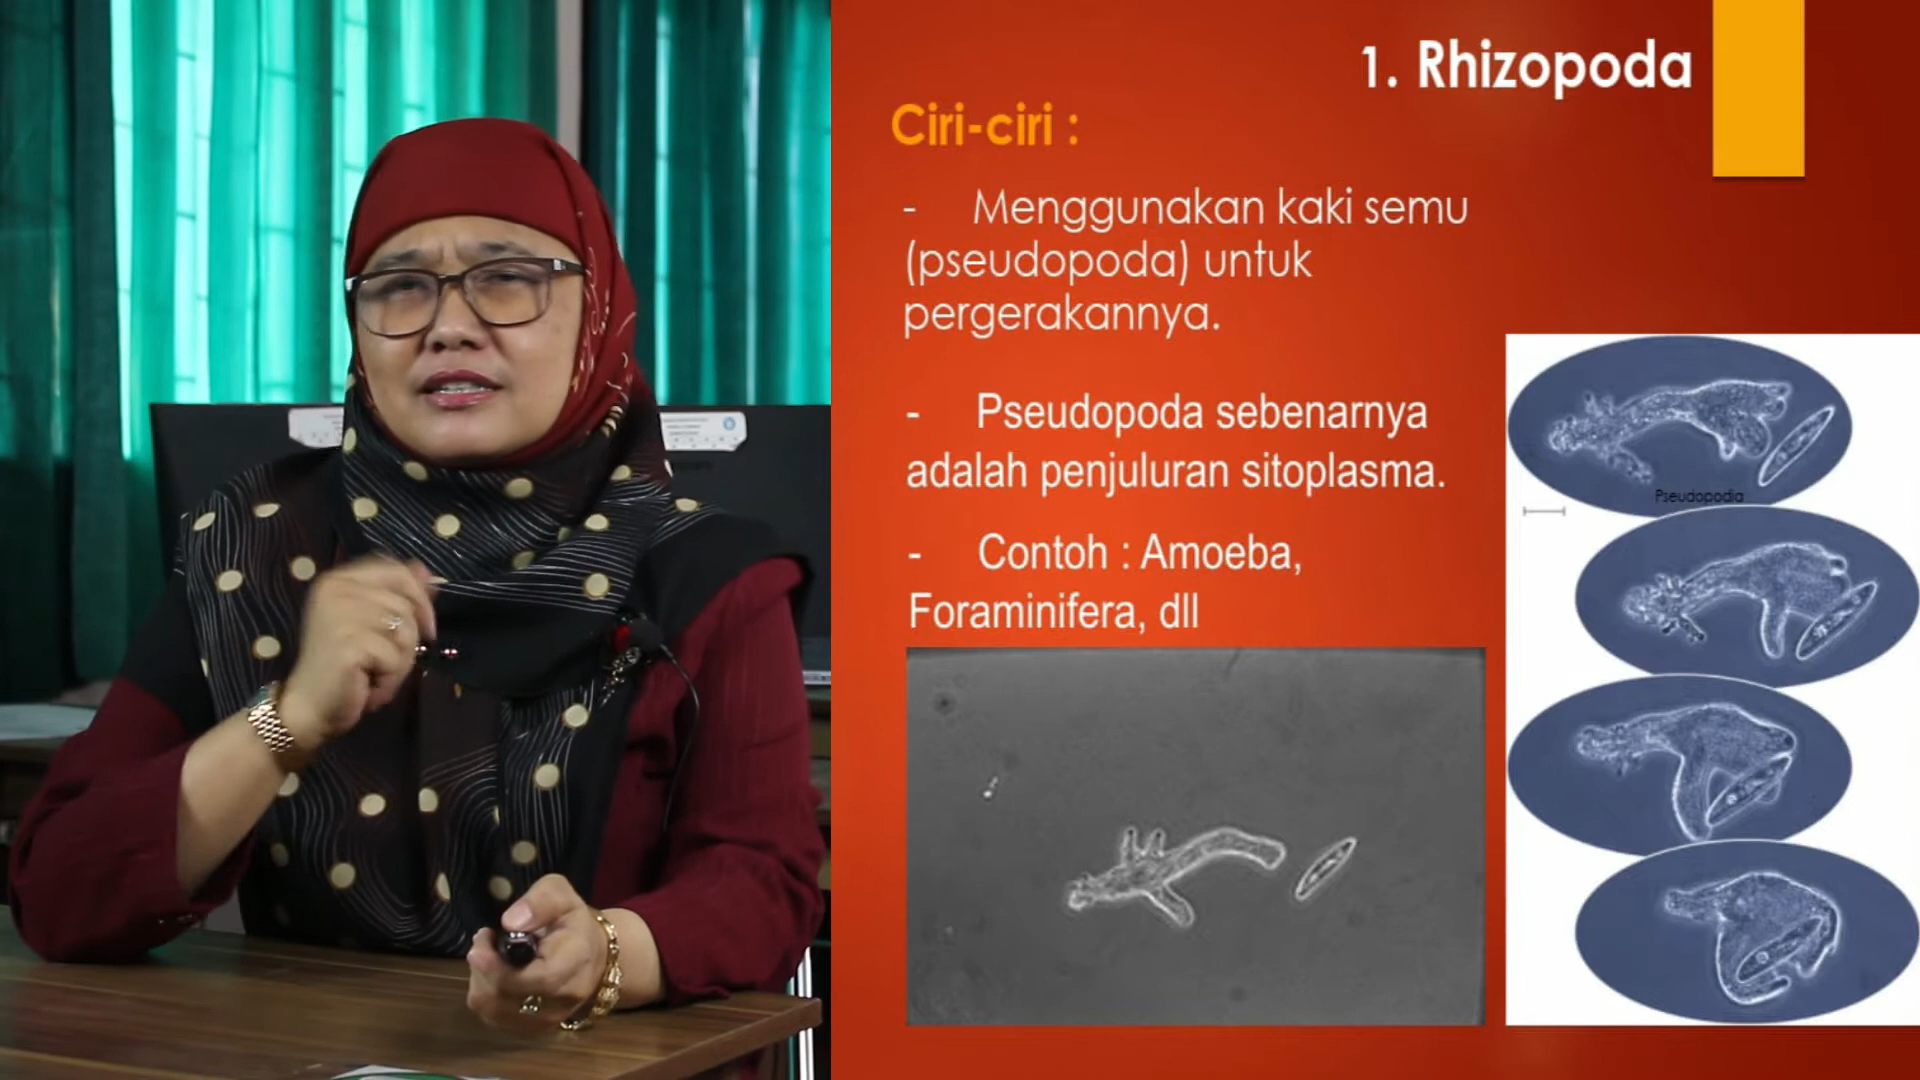 1. Rhizopoda
Ciri-ciri :
- Menggunakan kaki semu
(pseudopoda) untuk
pergerakannya.
- Pseudopoda sebenarnya
adalah penjuluran sitoplasma.
- Contoh : Amoeba,
Foraminifera, dll
Pseudopodia